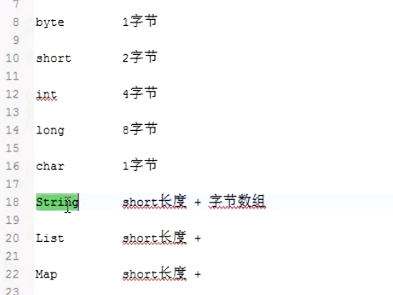 7
8 byte 1字节
9
10 short 2字节
11
12 int 4字节
13
14 long 8字节
15
16 char 1字节
17
18 String short长度 + 字节数组
19
20 List short长度 +
21
22 Map short长度 +
23